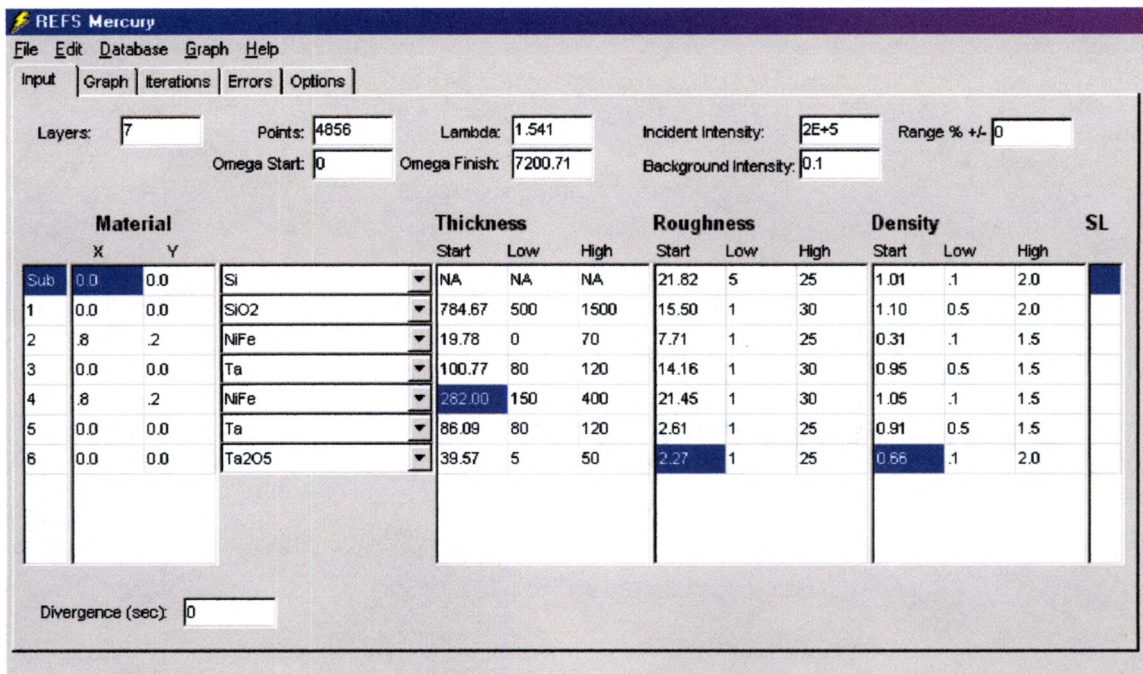 REFS Mercury
File Edit Database Graph Help
Input Graph Iterations Errors Options
Layers: 7 Points: 4856 Lambda: 1.541 Incident Intensity: 2E+5 Range % +/- 0
Omega Start: 0 Omega Finish: 7200.71 Background Intensity: 0.1
Material Thickness Roughness Density SL
X Y Start Low High Start Low High Start Low High
Sub 0.0 0.0 Si NA NA NA 21.82 5 25 1.01 .1 2.0
1 0.0 0.0 SiO2 784.67 500 1500 15.50 1 30 1.10 0.5 2.0
2 .8 .2 NiFe 19.78 0 70 7.71 1 25 0.31 .1 1.5
3 0.0 0.0 Ta 100.77 80 120 14.16 1 30 0.95 0.5 1.5
4 .8 .2 NiFe 282.00 150 400 21.45 1 30 1.05 .1 1.5
5 0.0 0.0 Ta 86.09 80 120 2.61 1 25 0.91 0.5 1.5
6 0.0 0.0 Ta2O5 39.57 5 50 2.27 1 25 0.66 .1 2.0
Divergence (sec): 0